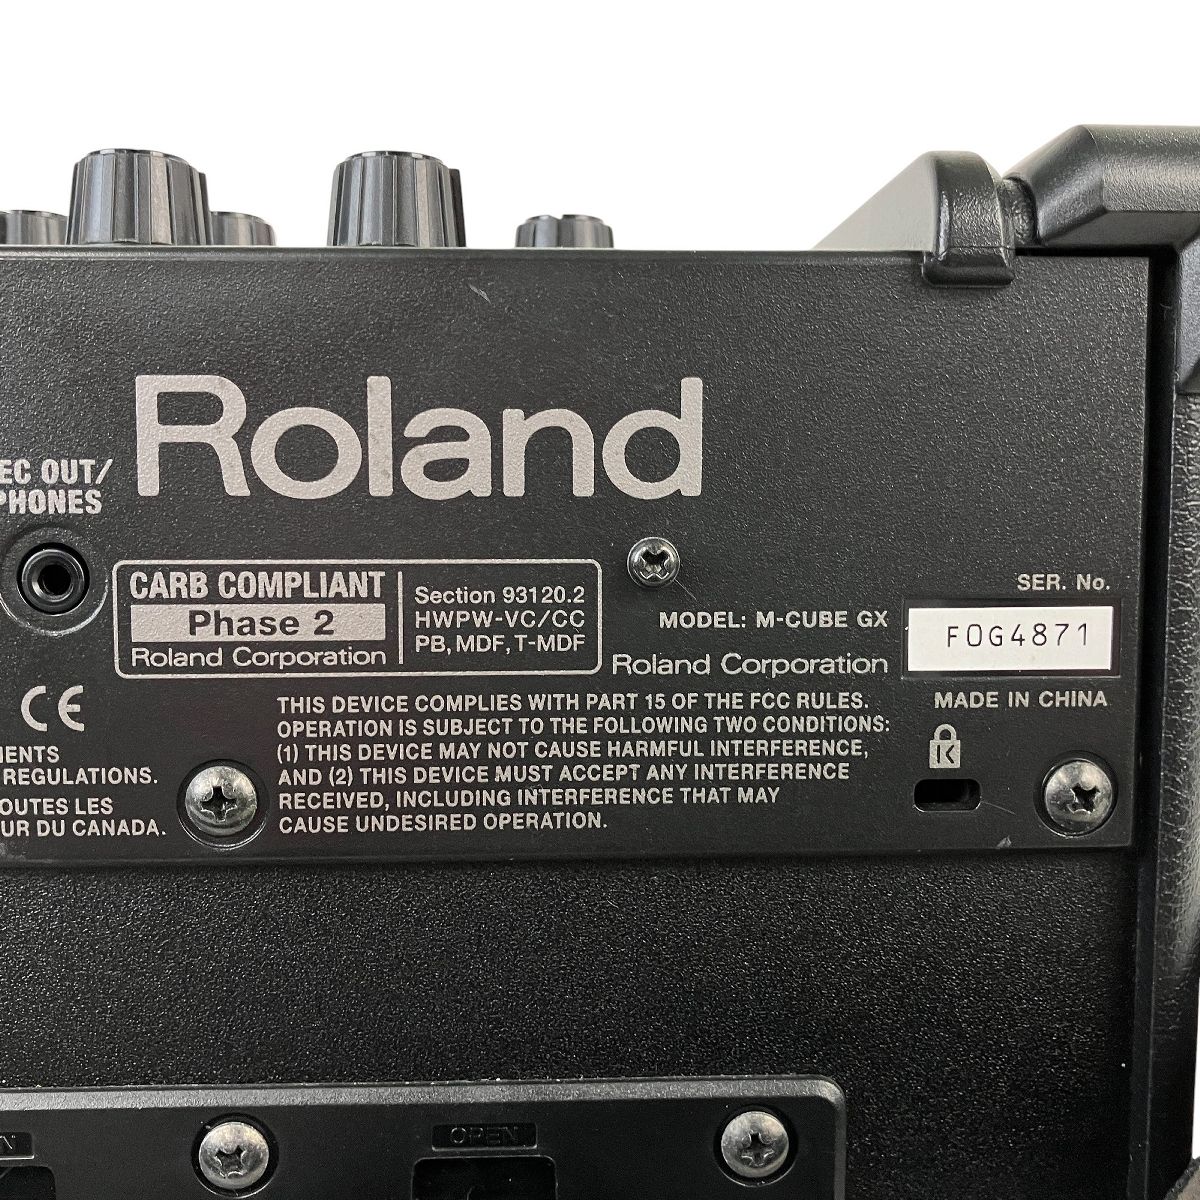 Roland
EC OUT/
PHONES
CARB COMPLIANT
Phase 2
Roland Corporation
Section 93120.2
HWPW-VC/CC
PB, MDF, T-MDF
MODEL: M-CUBE GX
Roland Corporation
SER. No.
F0G4871
MADE IN CHINA
K
CE
THIS DEVICE COMPLIES WITH PART 15 OF THE FCC RULES.
OPERATION IS SUBJECT TO THE FOLLOWING TWO CONDITIONS:
(1) THIS DEVICE MAY NOT CAUSE HARMFUL INTERFERENCE,
AND (2) THIS DEVICE MUST ACCEPT ANY INTERFERENCE
RECEIVED, INCLUDING INTERFERENCE THAT MAY
CAUSE UNDESIRED OPERATION.
MENTS
REGULATIONS.
OUTES LES
UR DU CANADA.
OPEN